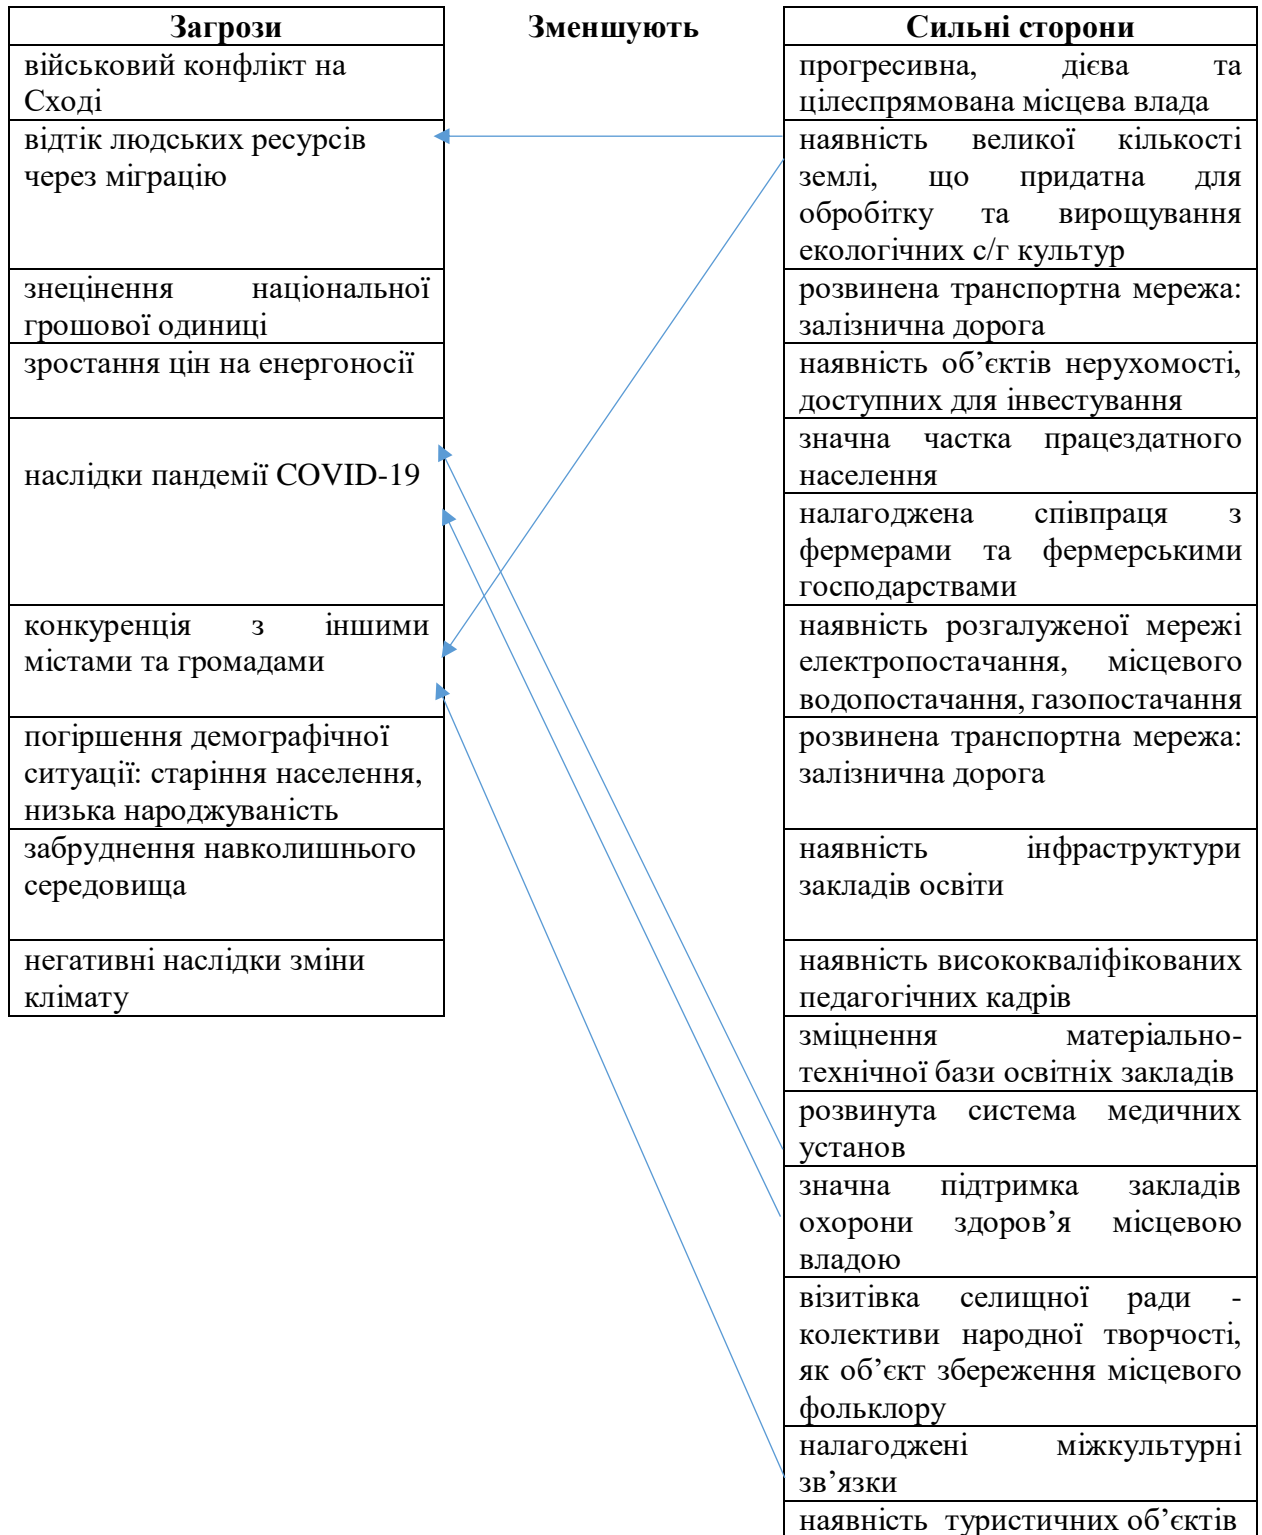 Загрози
військовий конфлікт на
Сході
відтік людських ресурсів
через міграцію
знецінення національної
грошової одиниці
зростання цін на енергоносії
наслідки пандемії COVID-19
конкуренція з іншими
містами та громадами
погіршення демографічної
ситуації: старіння населення,
низька народжуваність
забруднення навколишнього
середовища
негативні наслідки зміни
клімату
Зменшують
Сильні сторони
прогресивна, дієва та
цілеспрямована місцева влада
наявність великої кількості
землі, що придатна для
обробітку та вирощування
екологічних с/г культур
розвинена транспортна мережа:
залізнична дорога
наявність об’єктів нерухомості,
доступних для інвестування
значна частка працездатного
населення
налагоджена співпраця з
фермерами та фермерськими
господарствами
наявність розгалуженої мережі
електропостачання, місцевого
водопостачання, газопостачання
розвинена транспортна мережа:
залізнична дорога
наявність інфраструктури
закладів освіти
наявність висококваліфікованих
педагогічних кадрів
зміцнення матеріально-
технічної бази освітніх закладів
розвинута система медичних
установ
значна підтримка закладів
охорони здоров’я місцевою
владою
візитівка селищної ради -
колективи народної творчості,
як об’єкт збереження місцевого
фольклору
налагоджені міжкультурні
зв’язки
наявність туристичних об’єктів